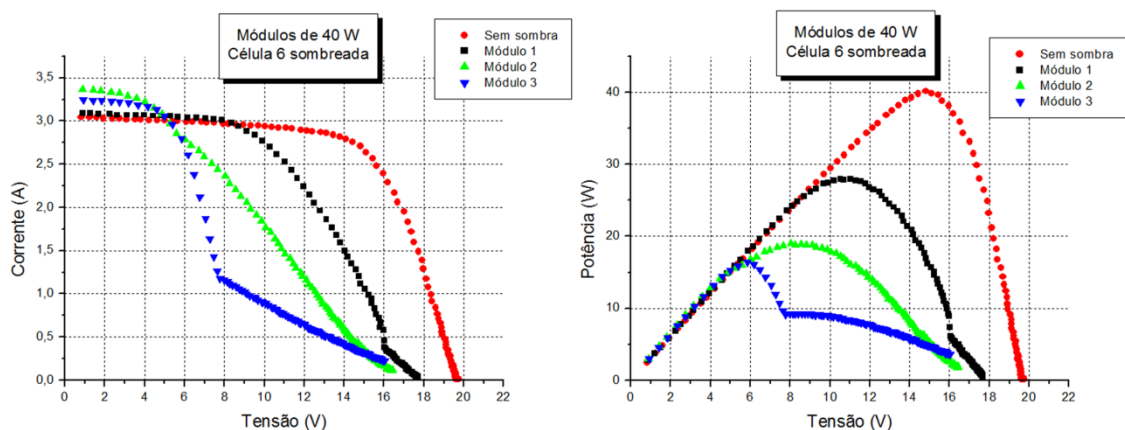 Módulos de 40 W
Célula 6 sombreada
Sem sombra
Módulo 1
Módulo 2
Módulo 3
Corrente (A)
3,5
3,0
2,5
2,0
1,5
1,0
0,5
0,0
0 2 4 6 8 10 12 14 16 18 20 22
Tensão (V)
Módulos de 40 W
Célula 6 sombreada
Sem sombra
Módulo 1
Módulo 2
Módulo 3
Potência (W)
40
30
20
10
0
0 2 4 6 8 10 12 14 16 18 20 22
Tensão (V)